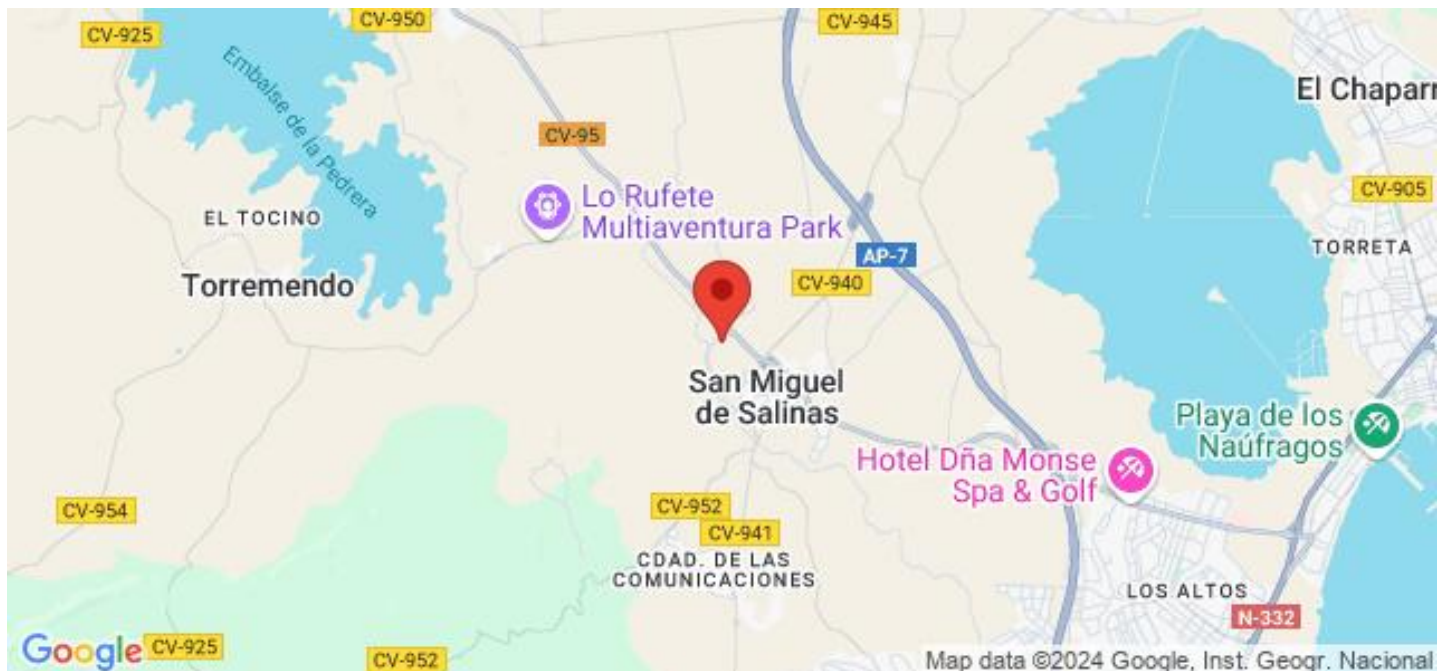 CV-925
CV-950
CV-945
Embalse de la Pedrera
El Chaparr
CV-95
CV-905
Lo Rufete
Multiaventura Park
EL TOCINO
TORRETA
AP-7
Torremendo
CV-940
San Miguel
de Salinas
Playa de los
Naúfragos
Hotel Dña Monse
Spa & Golf
CV-954
CV-952
CV-941
CDAD. DE LAS
COMUNICACIONES
LOS ALTOS
N-332
Google
CV-925
CV-952
Map data ©2024 Google, Inst. Geogr. Nacional